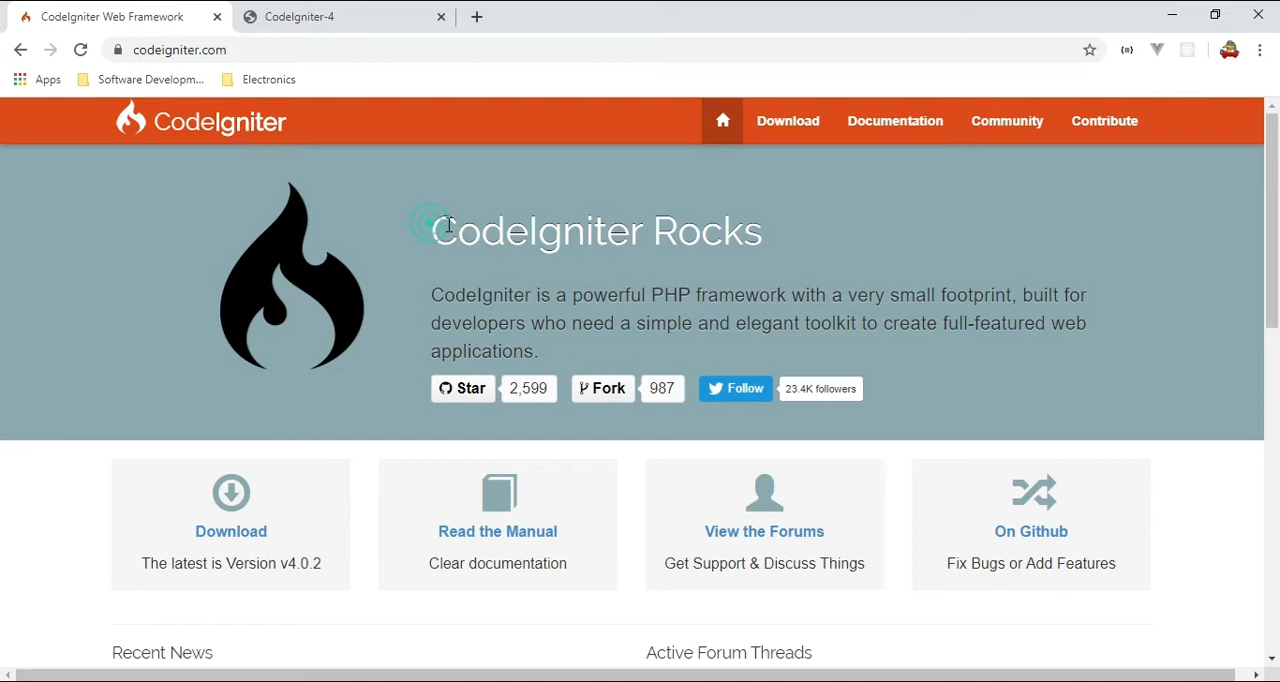 CodeIgniter Web Framework
CodeIgniter-4
codeigniter.com
Apps Software Developm... Electronics
CodeIgniter Download Documentation Community Contribute
CodeIgniter Rocks
CodeIgniter is a powerful PHP framework with a very small footprint, built for
developers who need a simple and elegant toolkit to create full-featured web
applications.
Star 2,599 Fork 987 Follow 23.4K followers
Download Read the Manual View the Forums On Github
The latest is Version v4.0.2 Clear documentation Get Support & Discuss Things Fix Bugs or Add Features
Recent News Active Forum Threads